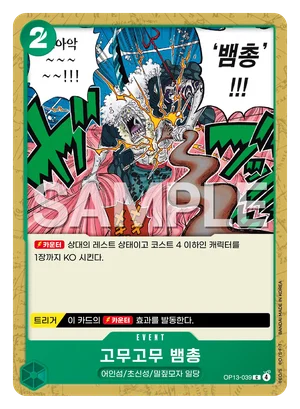 2
아악
~~~
~~!!!
‘뱀총’
!!!
SAMPLE
카운터 상대의 레스트 상태이고 코스트 4 이하인 캐릭터를
1장까지 KO 시킨다.
트리거 이 카드의 카운터 효과를 발동한다.
EVENT
고무고무 뱀총
어인섬/초신성/밀짚모자 일당
OP13-039
BANDAI MADE IN KOREA